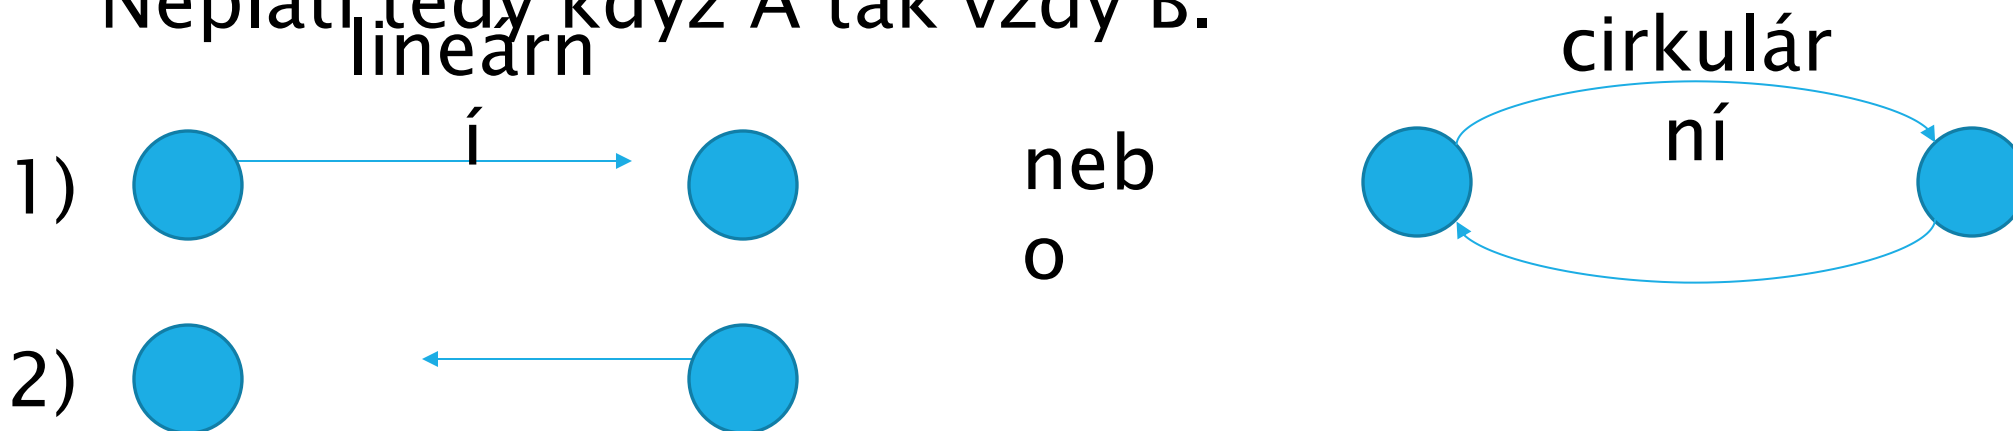 Neplatí tedy když A tak vždy B.
lineárn
í
cirkulár
ní
1)
neb
o
2)